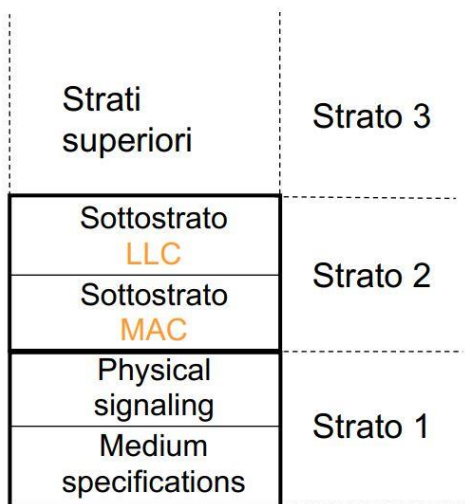 Strati
superiori
Strato 3
Sottostrato
LLC
Sottostrato
MAC
Strato 2
Physical
signaling
Medium
specifications
Strato 1